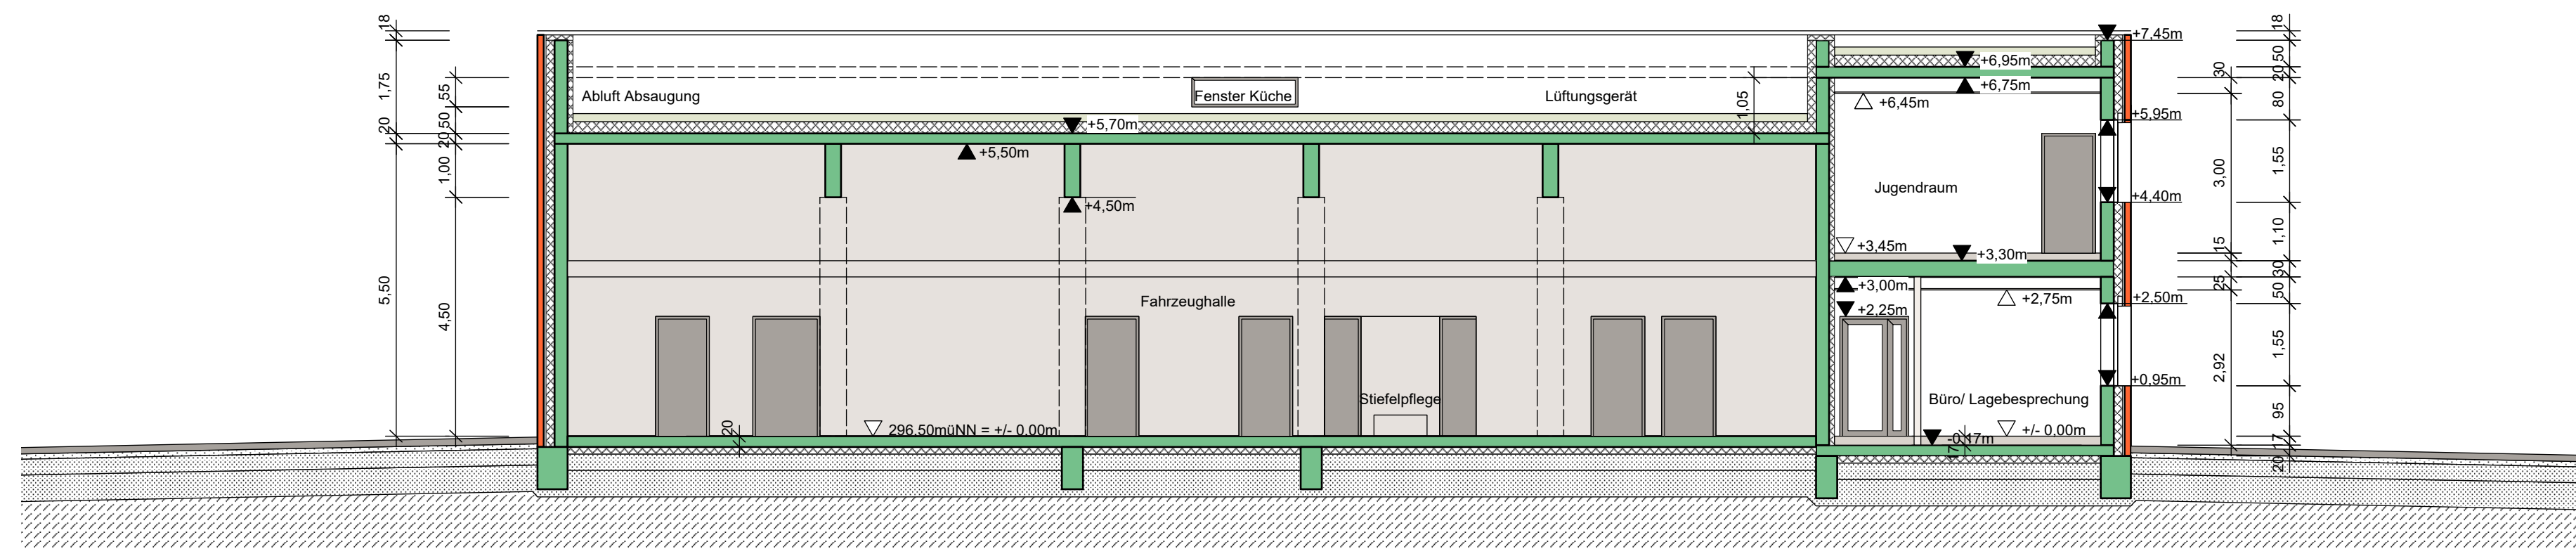 18
1,75
20
5,50
55
50
20
1,00
4,50
Abluft Absaugung
Fenster Küche
Lüftungsgerät
1,05
+5,70m
+5,50m
+4,50m
Fahrzeughalle
Stiefelpflege
20
296.50müNN = +/- 0.00m
+7,45m
+6,95m
+6,75m
+6,45m
+5,95m
Jugendraum
+4,40m
+3,45m
+3,30m
+3,00m
+2,75m
+2,25m
+2,50m
+0,95m
Büro/ Lagebesprechung
+/- 0,00m
-0,17m
17
30
3,00
15
25
2,92
18
50
20
80
1,55
1,10
30
50
1,55
95
17
20